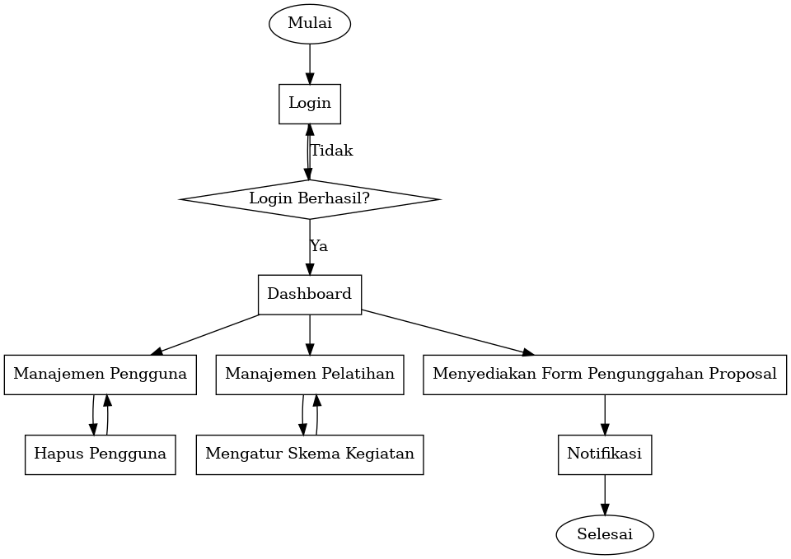 Mulai
Login
Tidak
Login Berhasil?
Ya
Dashboard
Manajemen Pengguna
Manajemen Pelatihan
Menyediakan Form Pengunggahan Proposal
Hapus Pengguna
Mengatur Skema Kegiatan
Notifikasi
Selesai